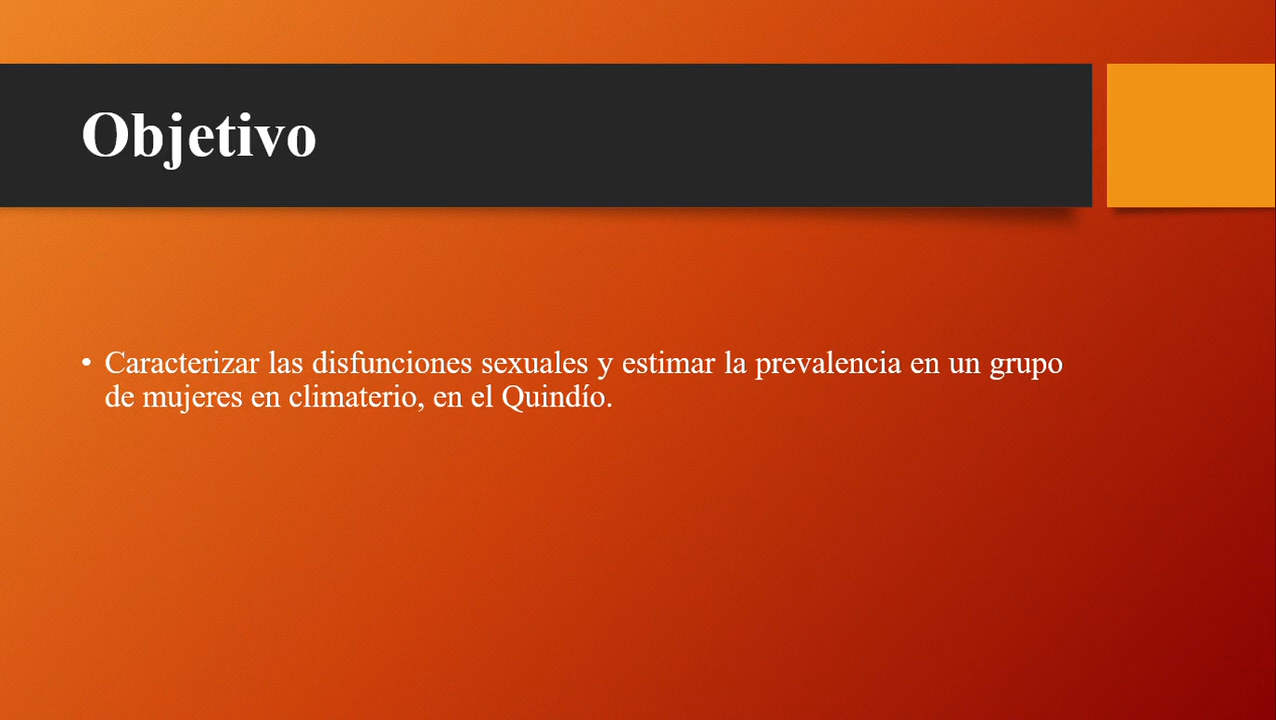 Objetivo
• Caracterizar las disfunciones sexuales y estimar la prevalencia en un grupo
de mujeres en climaterio, en el Quindío.